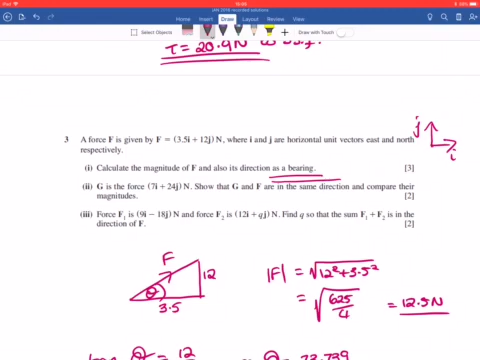 iPad
15:05
JAN 2018 recorded solutions
Home Insert Draw Layout Review View
Select Objects
Draw with Touch
T = 20.9N
3 A force F is given by F = (3.5i + 12j) N, where i and j are horizontal unit vectors east and north
respectively.
(i) Calculate the magnitude of F and also its direction as a bearing. [3]
(ii) G is the force (7i + 24j) N. Show that G and F are in the same direction and compare their
magnitudes. [2]
(iii) Force F₁ is (9i − 18j) N and force F₂ is (12i + qj) N. Find q so that the sum F₁ + F₂ is in the
direction of F. [2]
j
i
F
θ
12
3.5
|F| = √12² + 3.5²
= √625/4 = 12.5N
θ = 12
θ = 73.739